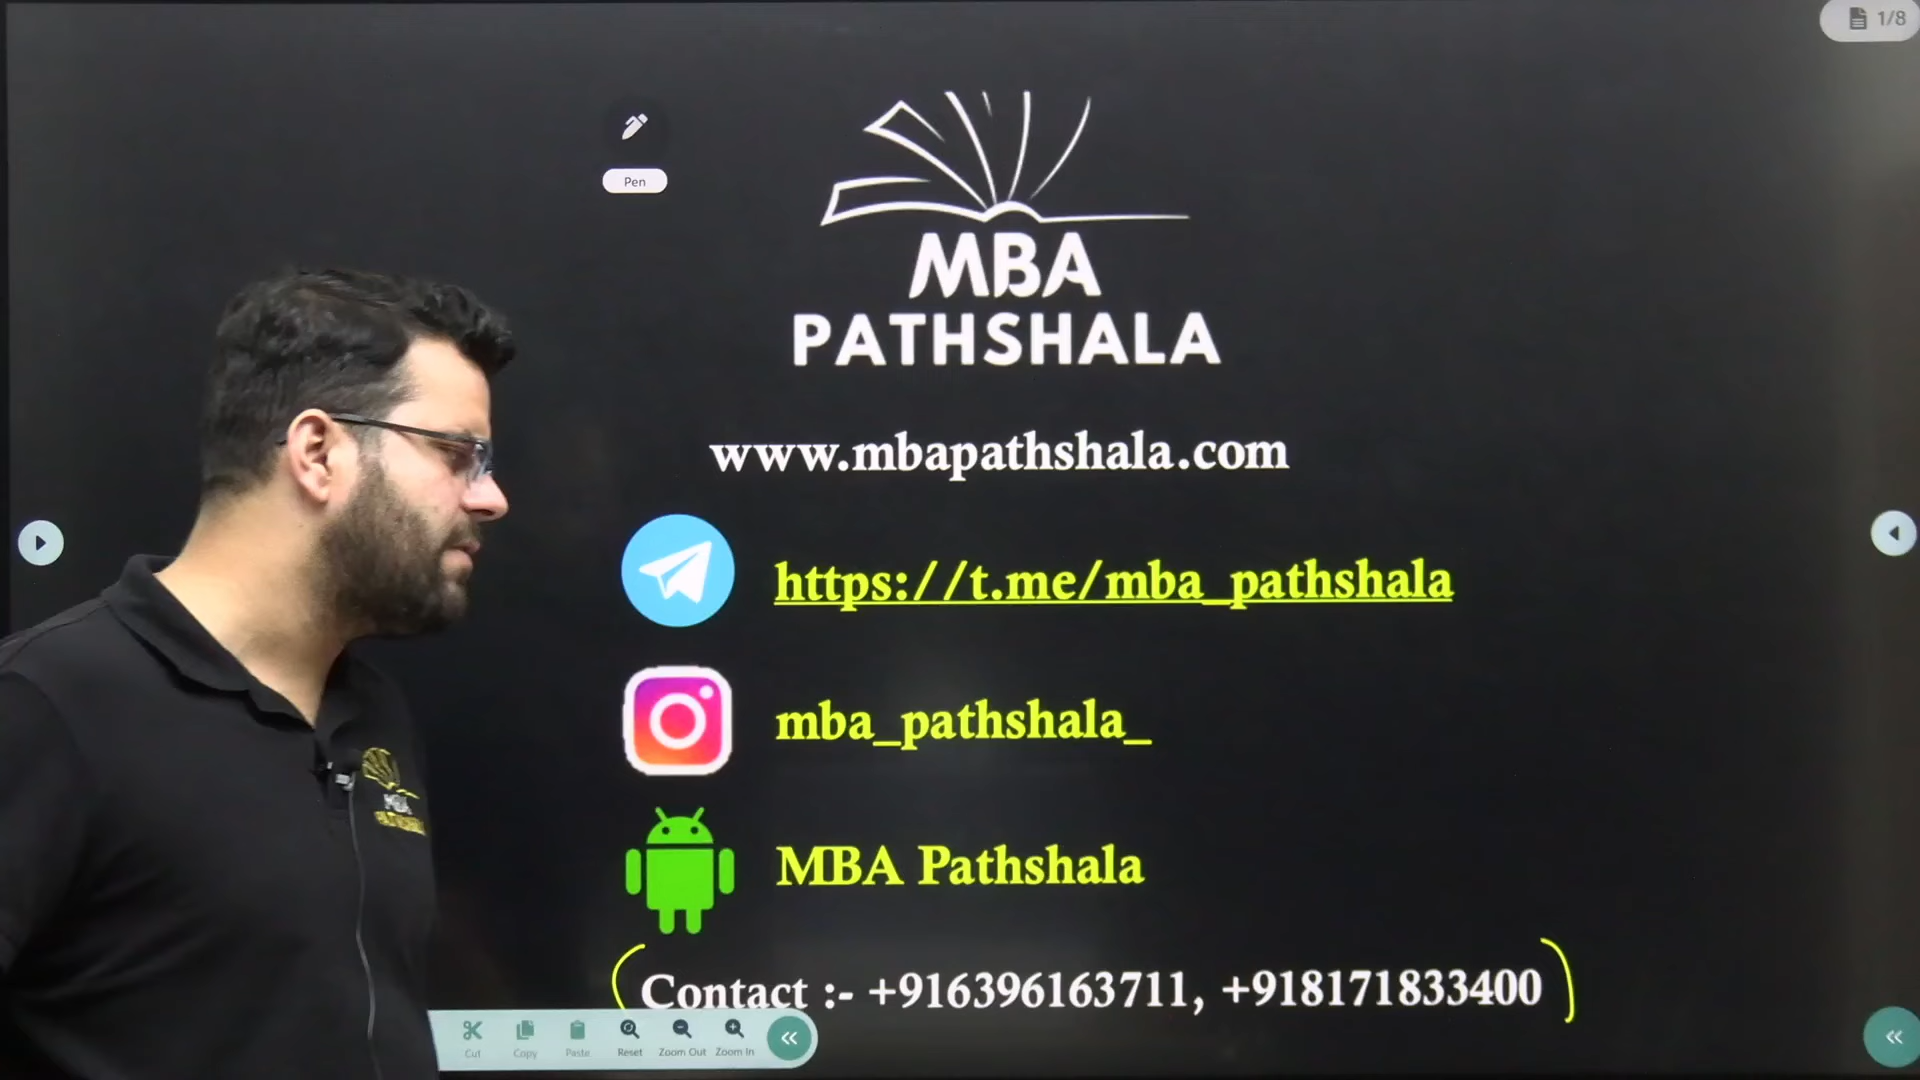 1/8
Pen
MBA
PATHSHALA
www.mbapathshala.com
https://t.me/mba_pathshala
mba_pathshala_
MBA Pathshala
MBA
Contact :- +916396163711, +918171833400
Cut Copy Paste Reset Zoom Out Zoom In